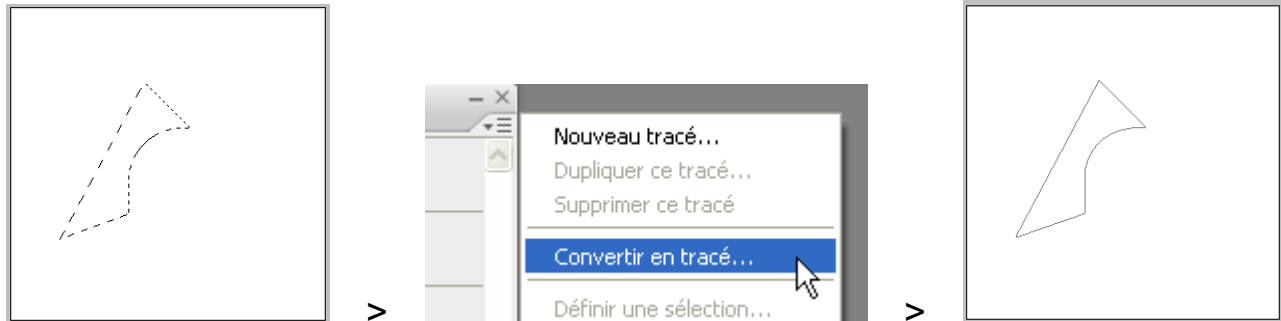 Nouveau tracé...
Dupliquer ce tracé...
Supprimer ce tracé
Convertir en tracé...
Définir une sélection...
> >